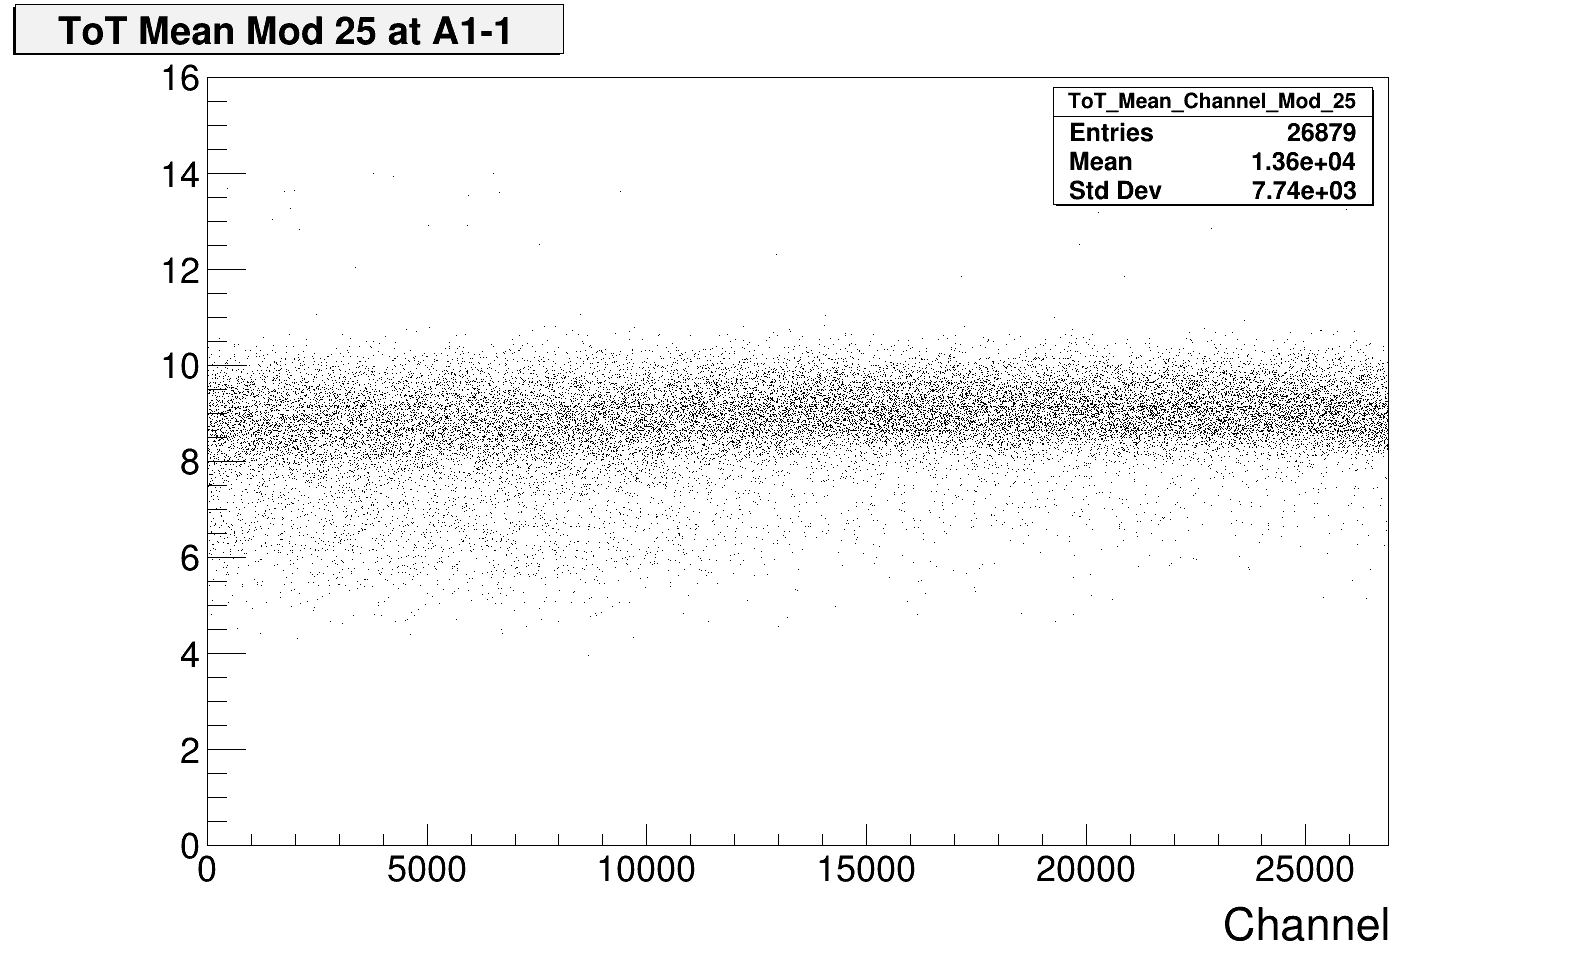 ToT Mean Mod 25 at A1-1
ToT_Mean_Channel_Mod_25
Entries 26879
Mean 1.36e+04
Std Dev 7.74e+03
16
14
12
10
8
6
4
2
0
0 5000 10000 15000 20000 25000
Channel